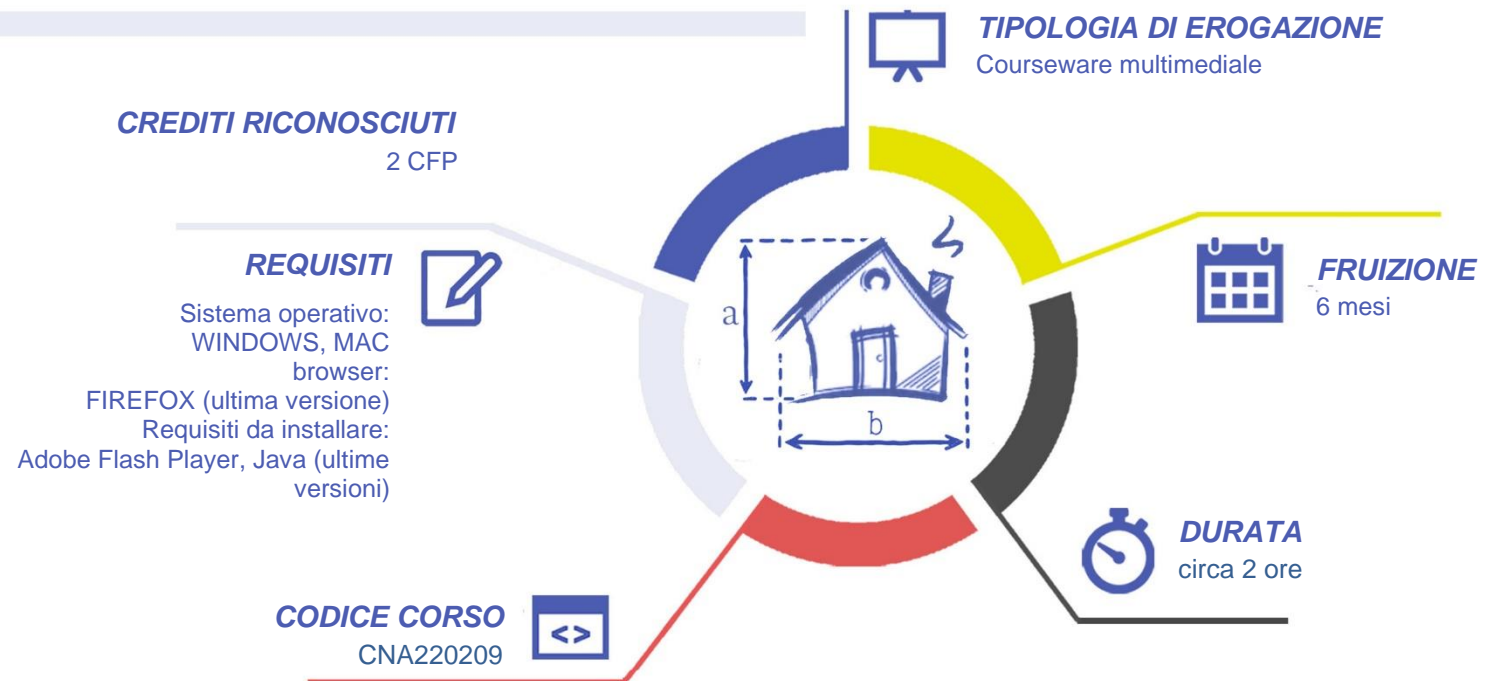 TIPOLOGIA DI EROGAZIONE
Courseware multimediale
CREDITI RICONOSCIUTI
2 CFP
REQUISITI
Sistema operativo:
WINDOWS, MAC
browser:
FIREFOX (ultima versione)
Requisiti da installare:
Adobe Flash Player, Java (ultime
versioni)
a
b
FRUIZIONE
6 mesi
DURATA
circa 2 ore
CODICE CORSO
<>
CNA220209